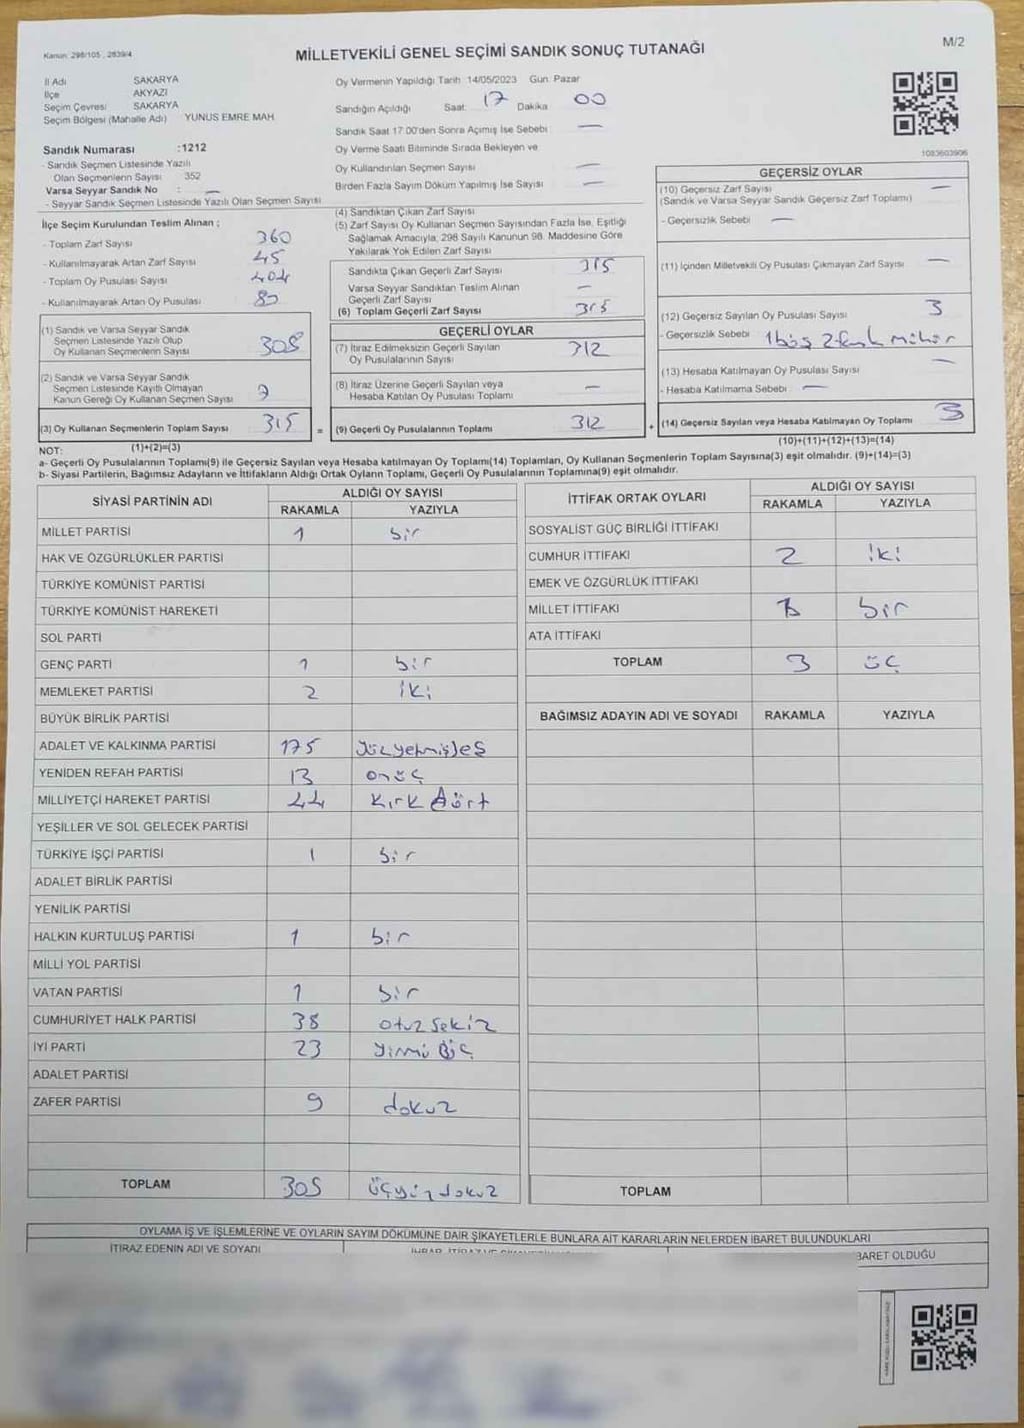 Kanun: 298/105, 2839/4
MİLLETVEKİLİ GENEL SEÇİMİ SANDIK SONUÇ TUTANAĞI
M/2
İl Adı SAKARYA
İlçe AKYAZI
Seçim Çevresi SAKARYA
Seçim Bölgesi (Mahalle Adı) YUNUS EMRE MAH.
Sandık Numarası :1212
- Sandık Seçmen Listesinde Yazılı
Olan Seçmenlerin Sayısı 352
Varsa Seyyar Sandık No : —
- Seyyar Sandık Seçmen Listesinde Yazılı Olan Seçmen Sayısı
Oy Vermenin Yapıldığı Tarih: 14/05/2023 Gün: Pazar
Sandığın Açıldığı Saat: 17 Dakika 00
Sandık Saat 17.00'den Sonra Açımış İse Sebebi —
Oy Verme Saati Bitiminde Sırada Bekleyen ve
Oy Kullandırılan Seçmen Sayısı —
Birden Fazla Sayım Döküm Yapılmış İse Sayısı —
1083603906
İlçe Seçim Kurulundan Teslim Alınan ;
- Toplam Zarf Sayısı 360
- Kullanılmayarak Artan Zarf Sayısı 45
- Toplam Oy Pusulası Sayısı 404
- Kullanılmayarak Artan Oy Pusulası
(1) Sandık ve Varsa Seyyar Sandık
Seçmen Listesinde Yazılı Olup
Oy Kullanan Seçmenlerin Sayısı 308
(2) Sandık ve Varsa Seyyar Sandık
Seçmen Listesinde Kayıtlı Olmayan
Kanun Gereği Oy Kullanan Seçmen Sayısı 7
(3) Oy Kullanan Seçmenlerin Toplam Sayısı 315
(1)+(2)=(3)
(4) Sandıktan Çıkan Zarf Sayısı
(5) Zarf Sayısı Oy Kullanan Seçmen Sayısından Fazla İse, Eşitliği
Sağlamak Amacıyla; 298 Sayılı Kanunun 98. Maddesine Göre
Yakılarak Yok Edilen Zarf Sayısı
Sandıkta Çıkan Geçerli Zarf Sayısı 315
Varsa Seyyar Sandıktan Teslim Alınan
Geçerli Zarf Sayısı —
(6) Toplam Geçerli Zarf Sayısı 315
GEÇERLİ OYLAR
(7) İtiraz Edilmeksizin Geçerli Sayılan
Oy Pusulalarının Sayısı 312
(8) İtiraz Üzerine Geçerli Sayılan veya
Hesaba Katılan Oy Pusulası Toplamı —
= (9) Geçerli Oy Pusulalarının Toplamı 312 +
GEÇERSİZ OYLAR
(10) Geçersiz Zarf Sayısı —
(Sandık ve Varsa Seyyar Sandık Geçersiz Zarf Toplamı)
- Geçersizlik Sebebi —
(11) İçinden Milletvekili Oy Pusulası Çıkmayan Zarf Sayısı —
(12) Geçersiz Sayılan Oy Pusulası Sayısı 3
- Geçersizlik Sebebi 1 boş 2 mühür
(13) Hesaba Katılmayan Oy Pusulası Sayısı —
- Hesaba Katılmama Sebebi —
(14) Geçersiz Sayılan veya Hesaba Katılmayan Oy Toplamı 3
(10)+(11)+(12)+(13)=(14)
NOT:
a- Geçerli Oy Pusulalarının Toplamı(9) ile Geçersiz Sayılan veya Hesaba katılmayan Oy Toplamı(14) Toplamları, Oy Kullanan Seçmenlerin Toplam Sayısına(3) eşit olmalıdır. (9)+(14)=(3)
b- Siyasi Partilerin, Bağımsız Adayların ve İttifakların Aldığı Ortak Oyların Toplamı, Geçerli Oy Pusulalarının Toplamına(9) eşit olmalıdır.
SİYASİ PARTİNİN ADI ALDIĞI OY SAYISI
RAKAMLA YAZIYLA
MİLLET PARTİSİ 1 bir
HAK VE ÖZGÜRLÜKLER PARTİSİ
TÜRKİYE KOMÜNİST PARTİSİ
TÜRKİYE KOMÜNİST HAREKETİ
SOL PARTİ
GENÇ PARTİ 1 bir
MEMLEKET PARTİSİ 2 iki
BÜYÜK BİRLİK PARTİSİ
ADALET VE KALKINMA PARTİSİ 175
YENİDEN REFAH PARTİSİ 13 onüç
MİLLİYETÇİ HAREKET PARTİSİ 44 kırk dört
YEŞİLLER VE SOL GELECEK PARTİSİ
TÜRKİYE İŞÇİ PARTİSİ 1 bir
ADALET BİRLİK PARTİSİ
YENİLİK PARTİSİ
HALKIN KURTULUŞ PARTİSİ 1 bir
MİLLİ YOL PARTİSİ
VATAN PARTİSİ 1 bir
CUMHURİYET HALK PARTİSİ 38 otuz sekiz
İYİ PARTİ 23
ADALET PARTİSİ
ZAFER PARTİSİ 9 dokuz
TOPLAM
İTTİFAK ORTAK OYLARI ALDIĞI OY SAYISI
RAKAMLA YAZIYLA
SOSYALİST GÜÇ BİRLİĞİ İTTİFAKI
CUMHUR İTTİFAKI 2 iki
EMEK VE ÖZGÜRLÜK İTTİFAKI
MİLLET İTTİFAKI bir
ATA İTTİFAKI
TOPLAM 3 üç
BAĞIMSIZ ADAYIN ADI VE SOYADI RAKAMLA YAZIYLA
TOPLAM
OYLAMA İŞ VE İŞLEMLERİNE VE OYLARIN SAYIM DÖKÜMÜNE DAİR ŞİKAYETLERLE BUNLARA AİT KARARLARIN NELERDEN İBARET BULUNDUKLARI
İTİRAZ EDENİN ADI VE SOYADI
BARET OLDUĞU